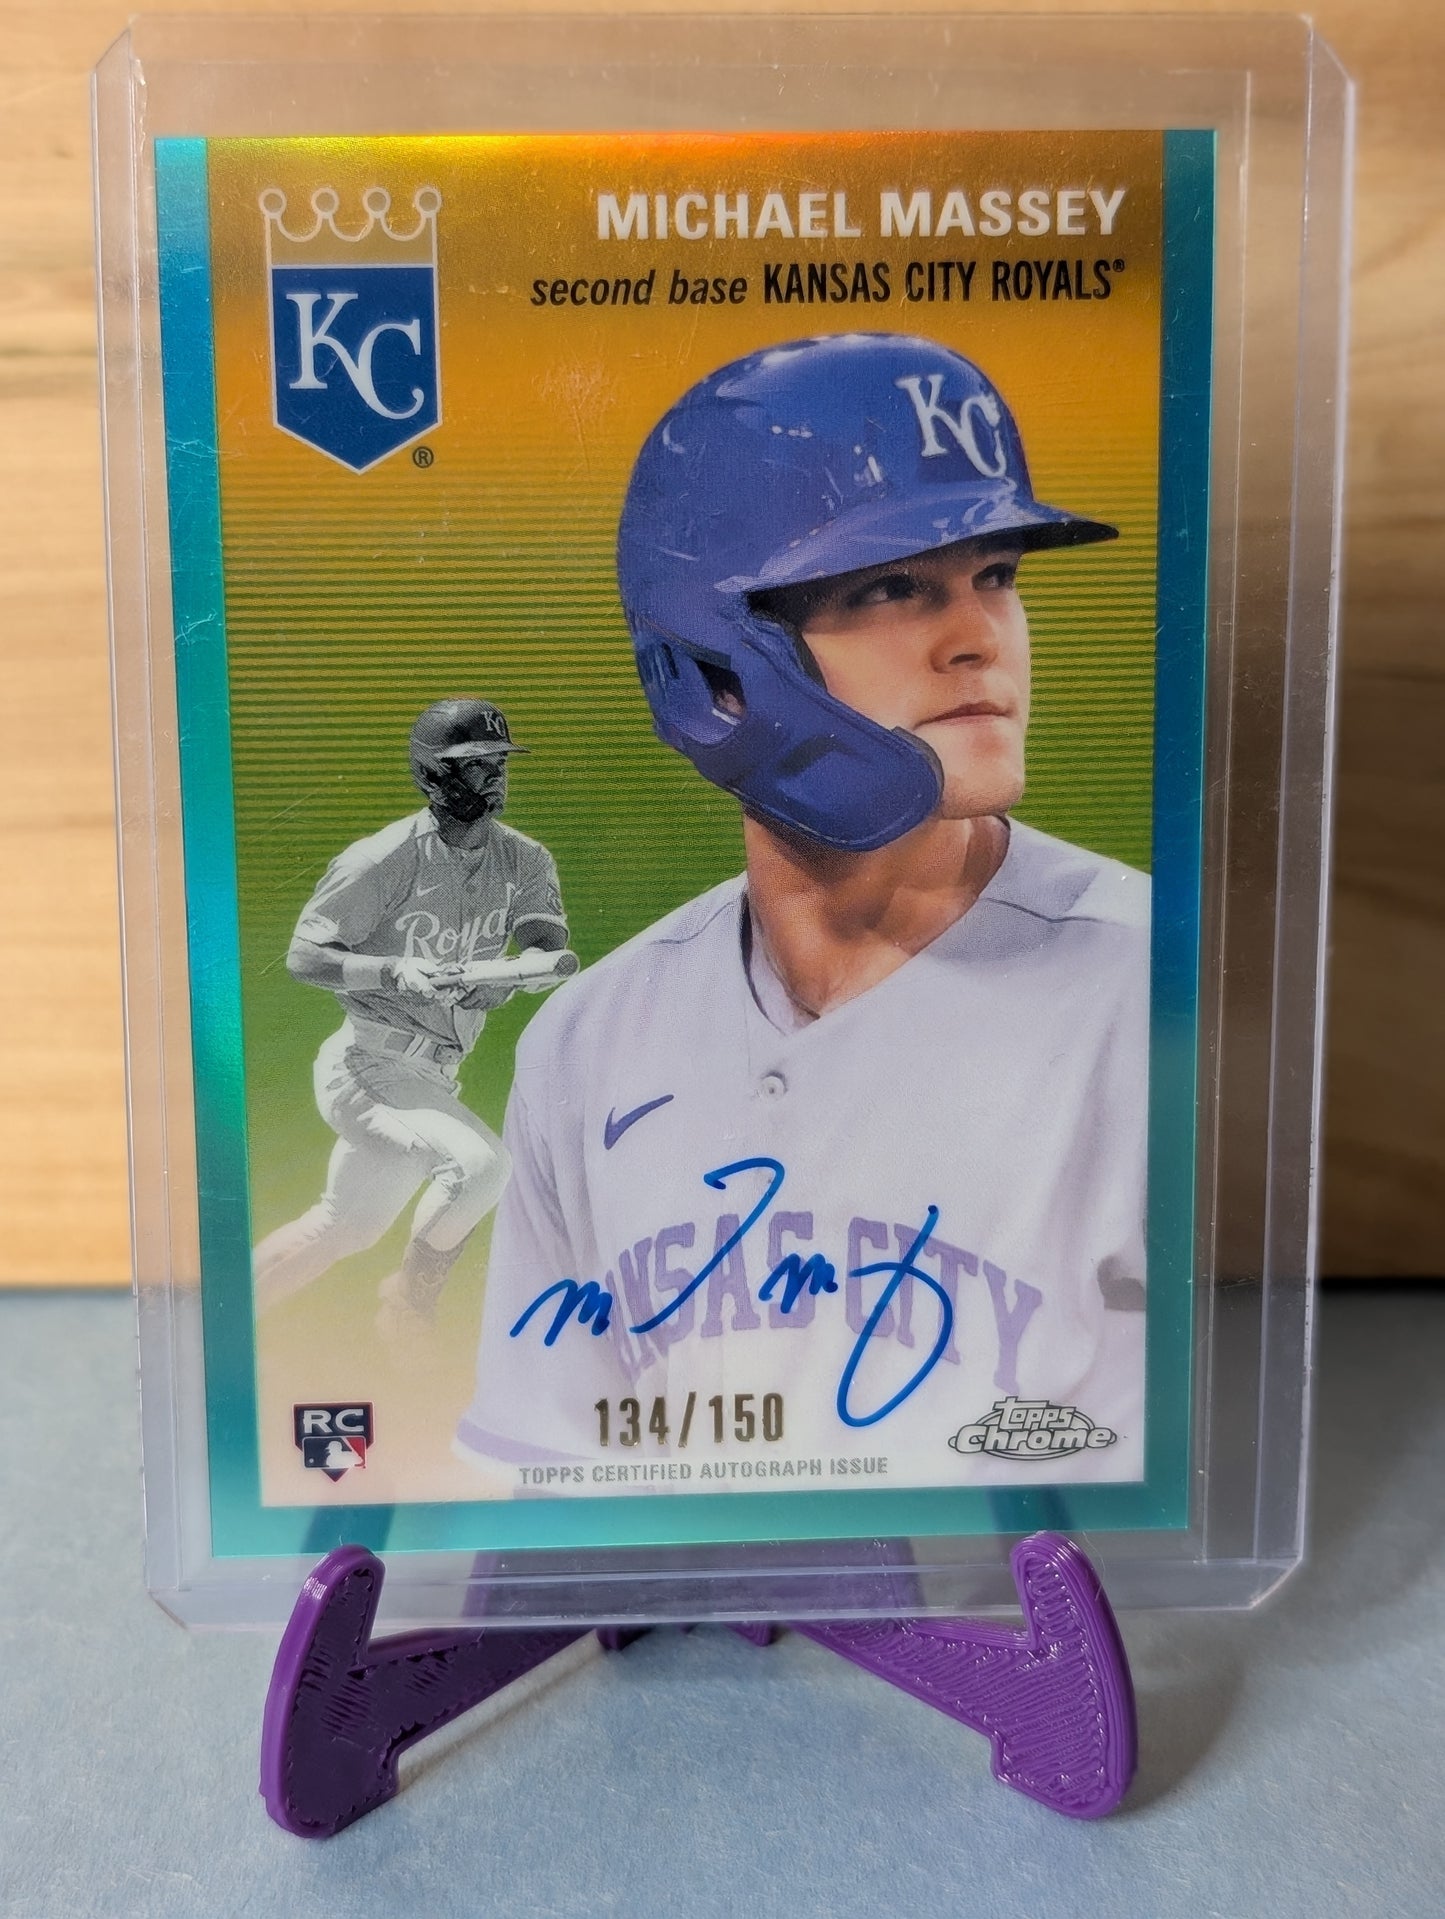 MICHAEL MASSEY
second base KANSAS CITY ROYALS®
KC
®
KC
KC
Royals
KANSAS CITY
134/150
RC
topps
Chrome
TOPPS CERTIFIED AUTOGRAPH ISSUE